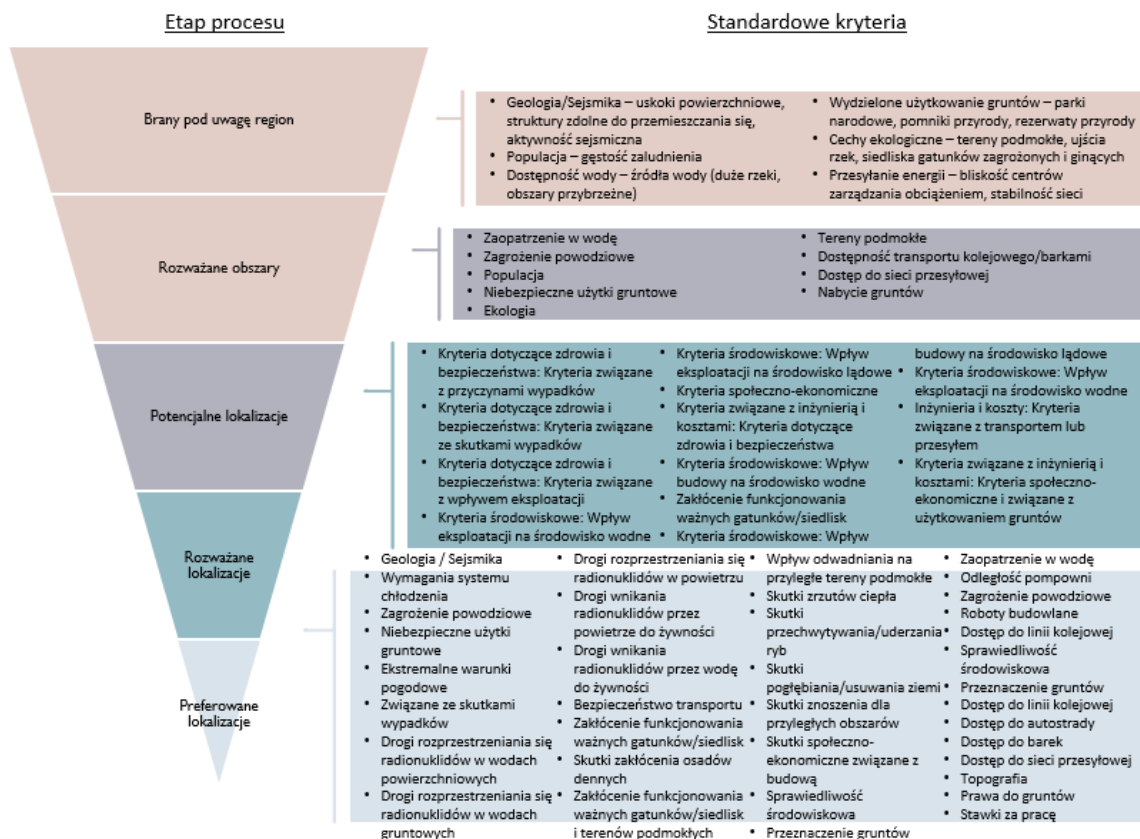 Etap procesu
Standardowe kryteria
Brany pod uwagę region
• Geologia/Sejsmika – uskoki powierzchniowe,
struktury zdolne do przemieszczania się,
aktywność sejsmiczna
• Populacja – gęstość zaludnienia
• Dostępność wody – źródła wody (duże rzeki,
obszary przybrzeżne)
• Wydzielone użytkowanie gruntów – parki
narodowe, pomniki przyrody, rezerwaty przyrody
• Cechy ekologiczne – tereny podmokłe, ujścia
rzek, siedliska gatunków zagrożonych i ginących
• Przesyłanie energii – bliskość centrów
zarządzania obciążeniem, stabilność sieci
Rozważane obszary
• Zaopatrzenie w wodę
• Zagrożenie powodziowe
• Populacja
• Niebezpieczne użytki gruntowe
• Ekologia
• Tereny podmokłe
• Dostępność transportu kolejowego/barkami
• Dostęp do sieci przesyłowej
• Nabycie gruntów
Potencjalne lokalizacje
• Kryteria dotyczące zdrowia i
bezpieczeństwa: Kryteria związane
z przyczynami wypadków
• Kryteria dotyczące zdrowia i
bezpieczeństwa: Kryteria związane
ze skutkami wypadków
• Kryteria dotyczące zdrowia i
bezpieczeństwa: Kryteria związane
z wpływem eksploatacji
• Kryteria środowiskowe: Wpływ
eksploatacji na środowisko wodne
• Kryteria środowiskowe: Wpływ
eksploatacji na środowisko lądowe
• Kryteria społeczno-ekonomiczne
• Kryteria związane z inżynierią i
kosztami: Kryteria dotyczące
zdrowia i bezpieczeństwa
• Kryteria środowiskowe: Wpływ
budowy na środowisko wodne
• Zakłócenie funkcjonowania
ważnych gatunków/siedlisk
• Kryteria środowiskowe: Wpływ
budowy na środowisko lądowe
• Kryteria środowiskowe: Wpływ
eksploatacji na środowisko wodne
• Inżynieria i koszty: Kryteria
związane z transportem lub
przesyłem
• Kryteria związane z inżynierią i
kosztami: Kryteria społeczno-
ekonomiczne i związane z
użytkowaniem gruntów
Rozważane
lokalizacje
Preferowane
lokalizacje
• Geologia / Sejsmika
• Wymagania systemu
chłodzenia
• Zagrożenie powodziowe
• Niebezpieczne użytki
gruntowe
• Ekstremalne warunki
pogodowe
• Związane ze skutkami
wypadków
• Drogi rozprzestrzeniania się
radionuklidów w wodach
powierzchniowych
• Drogi rozprzestrzeniania się
radionuklidów w wodach
gruntowych
• Drogi rozprzestrzeniania się
radionuklidów w powietrzu
• Drogi wnikania
radionuklidów przez
powietrze do żywności
• Drogi wnikania
radionuklidów przez wodę
do żywności
• Bezpieczeństwo transportu
• Zakłócenie funkcjonowania
ważnych gatunków/siedlisk
• Skutki zakłócenia osadów
dennych
• Zakłócenie funkcjonowania
ważnych gatunków/siedlisk
i terenów podmokłych
• Wpływ odwadniania na
przyległe tereny podmokłe
• Skutki zrzutów ciepła
• Skutki
przechwytywania/uderzania
ryb
• Skutki
pogłębiania/usuwania ziemi
• Skutki znoszenia dla
przyległych obszarów
• Skutki społeczno-
ekonomiczne związane z
budową
• Sprawiedliwość
środowiskowa
• Przeznaczenie gruntów
• Zaopatrzenie w wodę
• Odległość pompowni
• Zagrożenie powodziowe
• Roboty budowlane
• Dostęp do linii kolejowej
• Sprawiedliwość
środowiskowa
• Przeznaczenie gruntów
• Dostęp do linii kolejowej
• Dostęp do autostrady
• Dostęp do barek
• Dostęp do sieci przesyłowej
• Topografia
• Prawa do gruntów
• Stawki za pracę